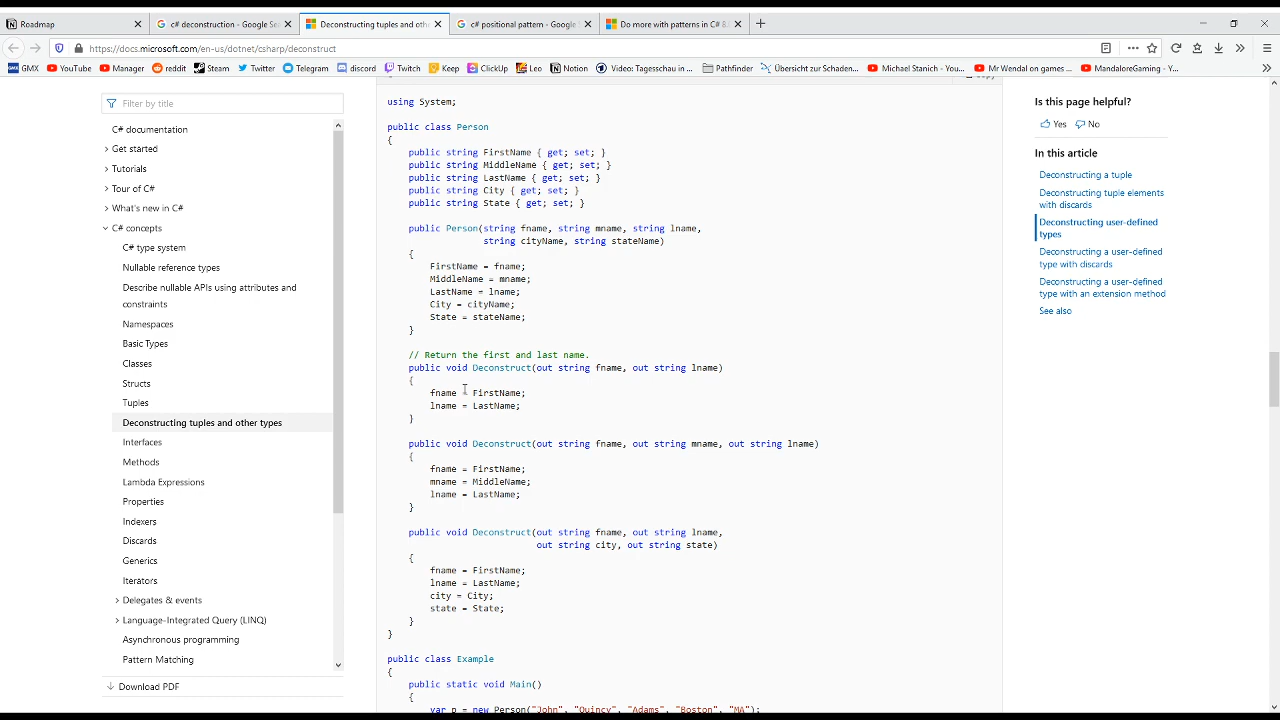 Roadmap
c# deconstruction - Google Sea
Deconstructing tuples and othe
c# positional pattern - Google S
Do more with patterns in C# 8.
https://docs.microsoft.com/en-us/dotnet/csharp/deconstruct
GMX YouTube Manager reddit Steam Twitter Telegram discord Twitch Keep ClickUp Notion Video: Tagesschau in ... Pathfinder Übersicht zur Schaden... Michael Stanich - You... Mr Wendal on games ... MandaloreGaming - Y...
Filter by title
C# documentation
Get started
Tutorials
Tour of C#
What's new in C#
C# concepts
C# type system
Nullable reference types
Describe nullable APIs using attributes and
constraints
Namespaces
Basic Types
Classes
Structs
Tuples
Deconstructing tuples and other types
Interfaces
Methods
Lambda Expressions
Properties
Indexers
Discards
Generics
Iterators
Delegates & events
Language-Integrated Query (LINQ)
Asynchronous programming
Pattern Matching
Download PDF
using System;
public class Person
{
public string FirstName { get; set; }
public string MiddleName { get; set; }
public string LastName { get; set; }
public string City { get; set; }
public string State { get; set; }
public Person(string fname, string mname, string lname,
string cityName, string stateName)
{
FirstName = fname;
MiddleName = mname;
LastName = lname;
City = cityName;
State = stateName;
}
// Return the first and last name.
public void Deconstruct(out string fname, out string lname)
{
fname = FirstName;
lname = LastName;
}
public void Deconstruct(out string fname, out string mname, out string lname)
{
fname = FirstName;
mname = MiddleName;
lname = LastName;
}
public void Deconstruct(out string fname, out string lname,
out string city, out string state)
{
fname = FirstName;
lname = LastName;
city = City;
state = State;
}
}
public class Example
{
public static void Main()
{
var p = new Person("John", "Quincy", "Adams", "Boston", "MA");
Is this page helpful?
Yes No
In this article
Deconstructing a tuple
Deconstructing tuple elements
with discards
Deconstructing user-defined
types
Deconstructing a user-defined
type with discards
Deconstructing a user-defined
type with an extension method
See also